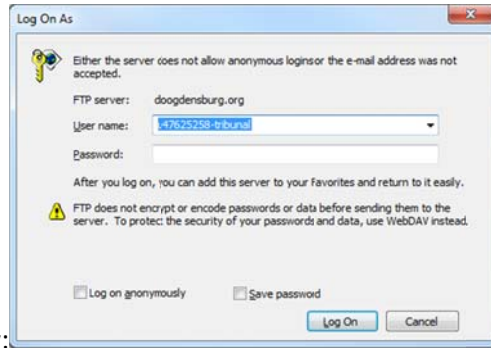 Log On As
Either the server does not allow anonymous logins or the e-mail address was not
accepted.
FTP server: doogdensburg.org
User name: u47625258-tribunal
Password:
After you log on, you can add this server to your Favorites and return to it easily.
FTP does not encrypt or encode passwords or data before sending them to the
server. To protect the security of your passwords and data, use WebDAV instead.
Log on anonymously Save password
Log On Cancel
: